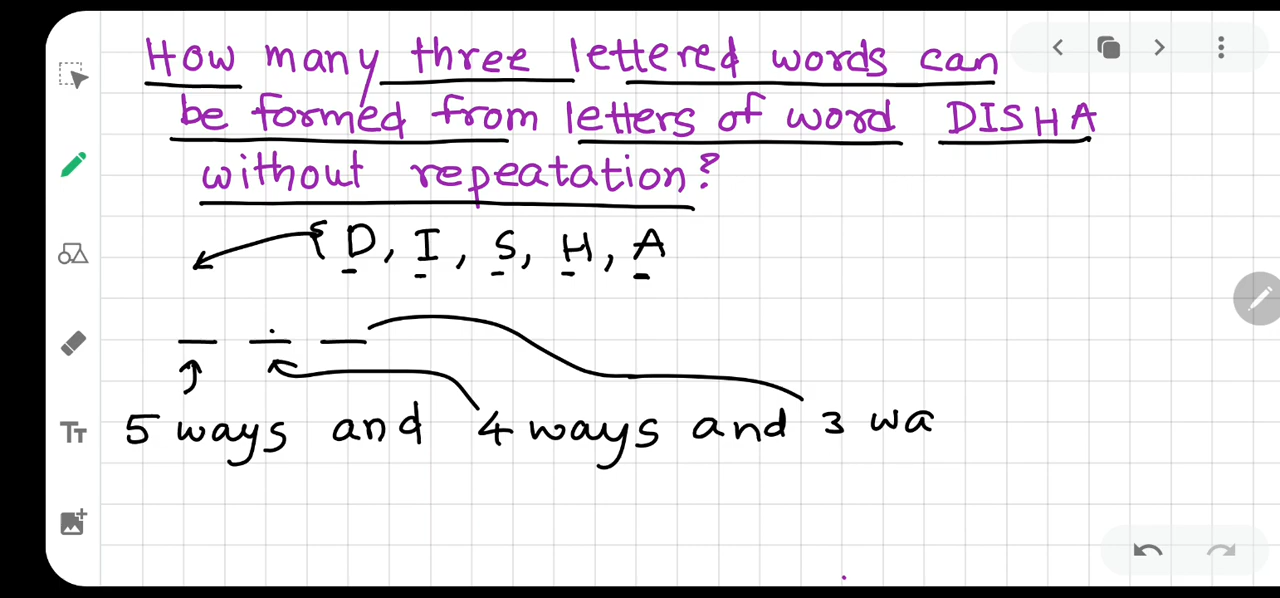 How many three lettered words can
be formed from letters of word DISHA
without repeatation?
{ D, I, S, H, A
5 ways and 4 ways and 3 wa
Tт